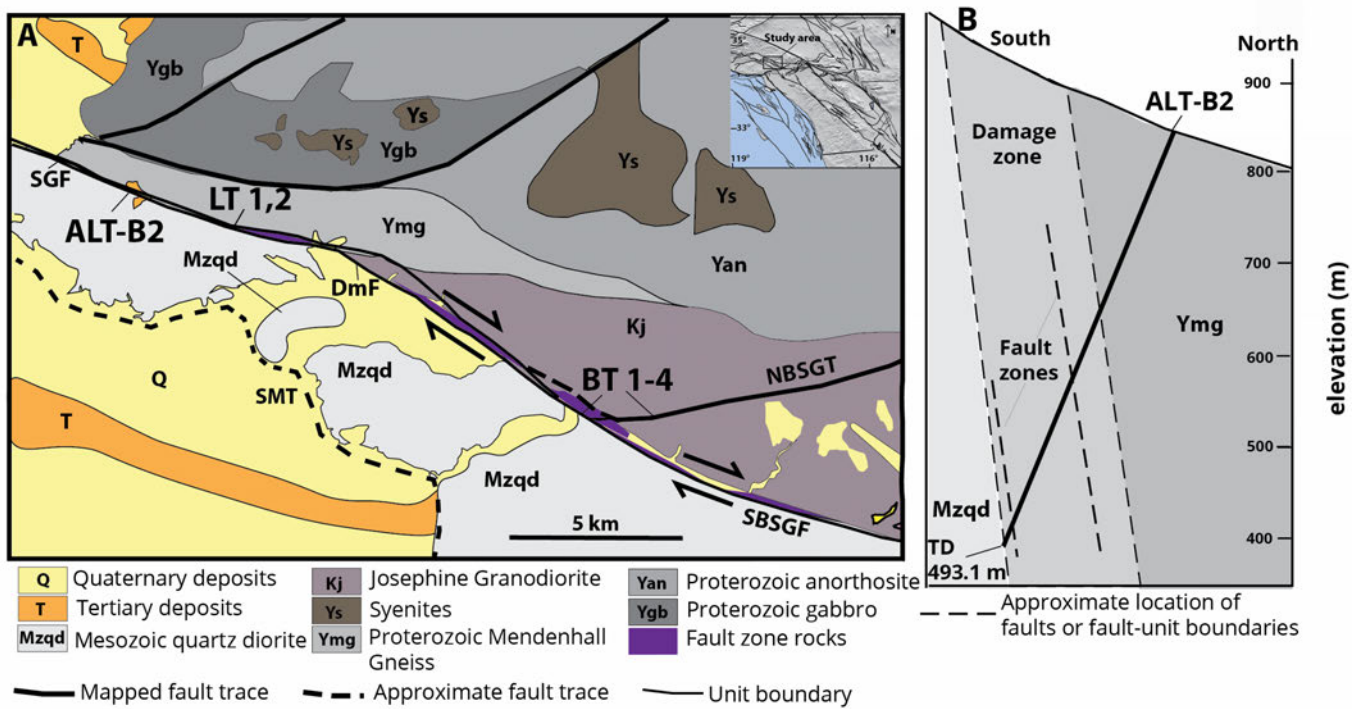 A
T
Ygb
Study area
35°
N
33°
119°
116°
Ys
Ys
Ygb
Ys
Ys
SGF
LT 1,2
ALT-B2
Ymg
Mzqd
Yan
DmF
Kj
Mzqd
BT 1-4
NBSGT
Q
SMT
T
Mzqd
SBSGF
5 km
B
South
North
900
ALT-B2
Damage
zone
800
700
Ymg
Fault
zones
600
500
Mzqd
TD
493.1 m
400
elevation (m)
Q Quaternary deposits
T Tertiary deposits
Mzqd Mesozoic quartz diorite
Kj Josephine Granodiorite
Ys Syenites
Ymg Proterozoic Mendenhall
Gneiss
Yan Proterozoic anorthosite
Ygb Proterozoic gabbro
Fault zone rocks
Approximate location of
faults or fault-unit boundaries
Mapped fault trace
Approximate fault trace
Unit boundary